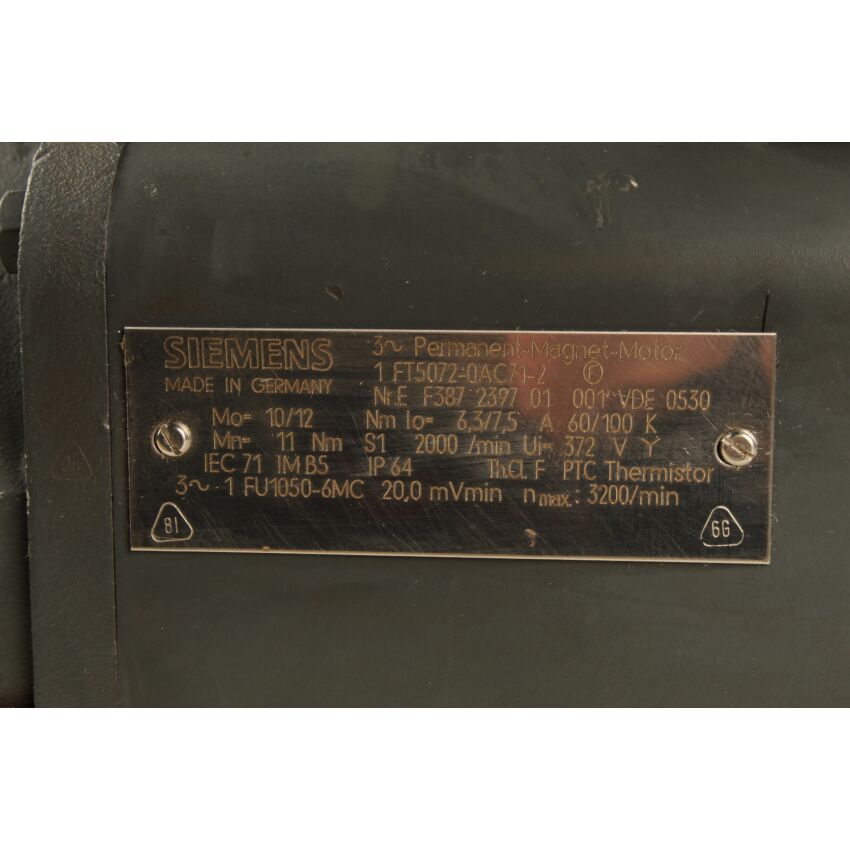 SIEMENS 3~ Permanent-Magnet-Motor
1 FT5072-0AC71-2 F
MADE IN GERMANY Nr.E F387 2397 01 001 VDE 0530
Mo= 10/12 Nm Io= 6,3/7,5 A 60/100 K
Mn= 11 Nm S1 2000 /min Ui= 372 V Y
IEC 71 IM B5 IP 64 Th.Cl. F PTC Thermistor
3~ 1 FU1050-6MC 20,0 mVmin nmax.: 3200/min
81 6G